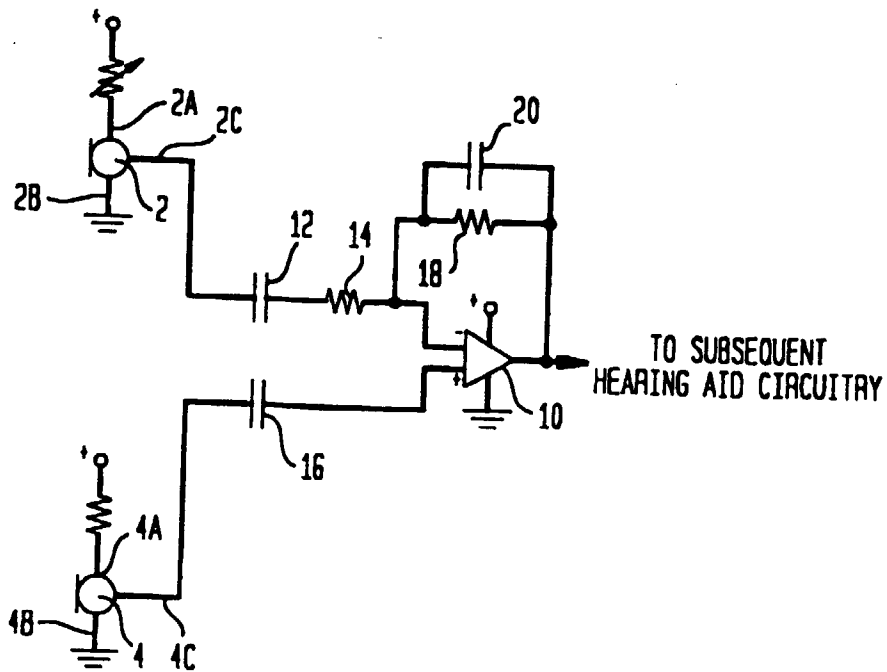 +
2A
2C
20
2B
2
12
14
18
+
-
+
10
TO SUBSEQUENT
HEARING AID CIRCUITRY
16
+
4A
4B
4
4C